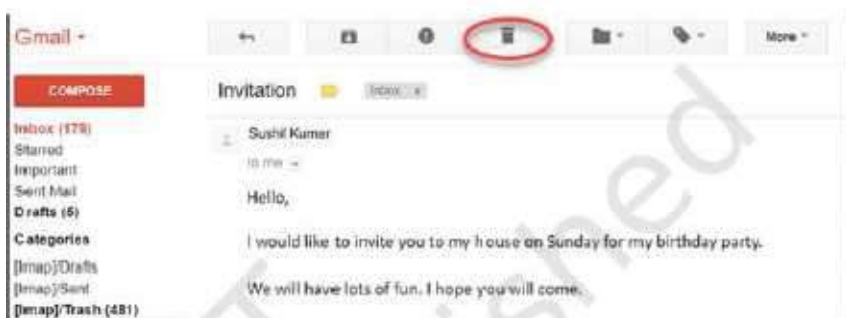 Gmail
More
COMPOSE
Invitation
Inbox x
Inbox (179)
Starred
Important
Sent Mail
Drafts (5)
Categories
[Imap]/Drafts
[Imap]/Sent
[Imap]/Trash (481)
Sushil Kumar
to me
Hello,
I would like to invite you to my house on Sunday for my birthday party.
We will have lots of fun. I hope you will come.